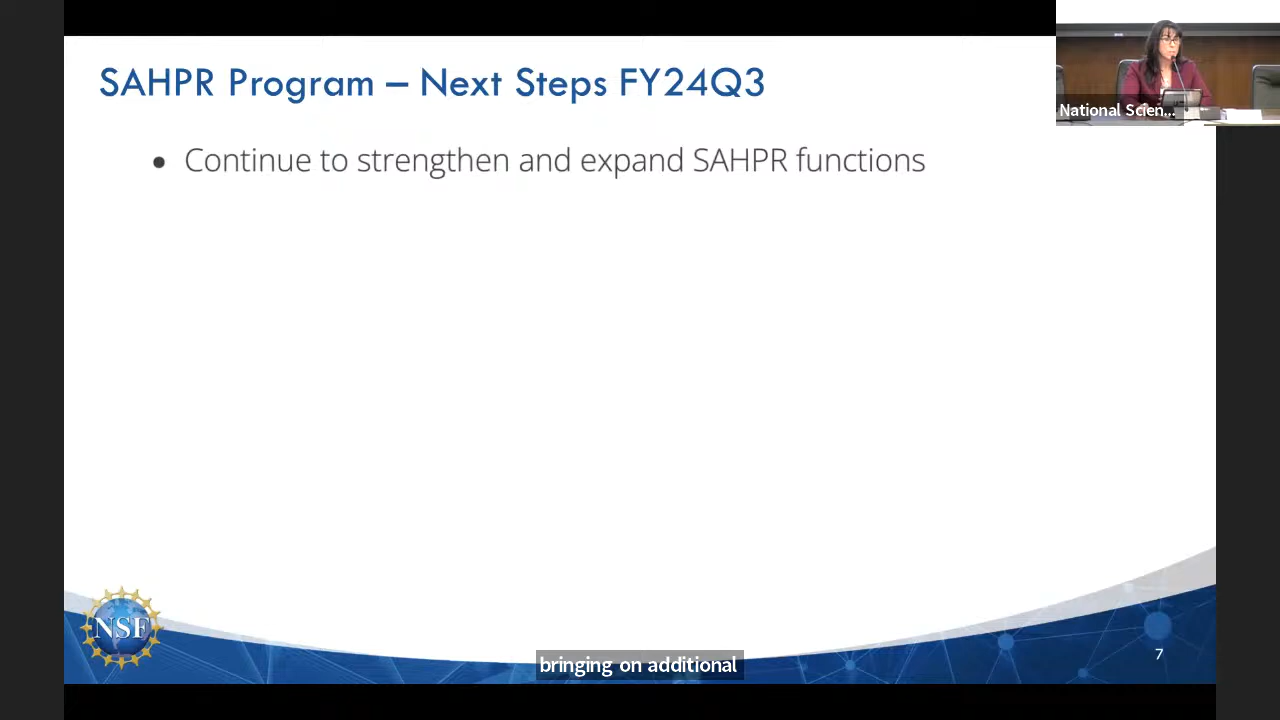 SAHPR Program – Next Steps FY24Q3
National Scien...
• Continue to strengthen and expand SAHPR functions
NSF
bringing on additional
7